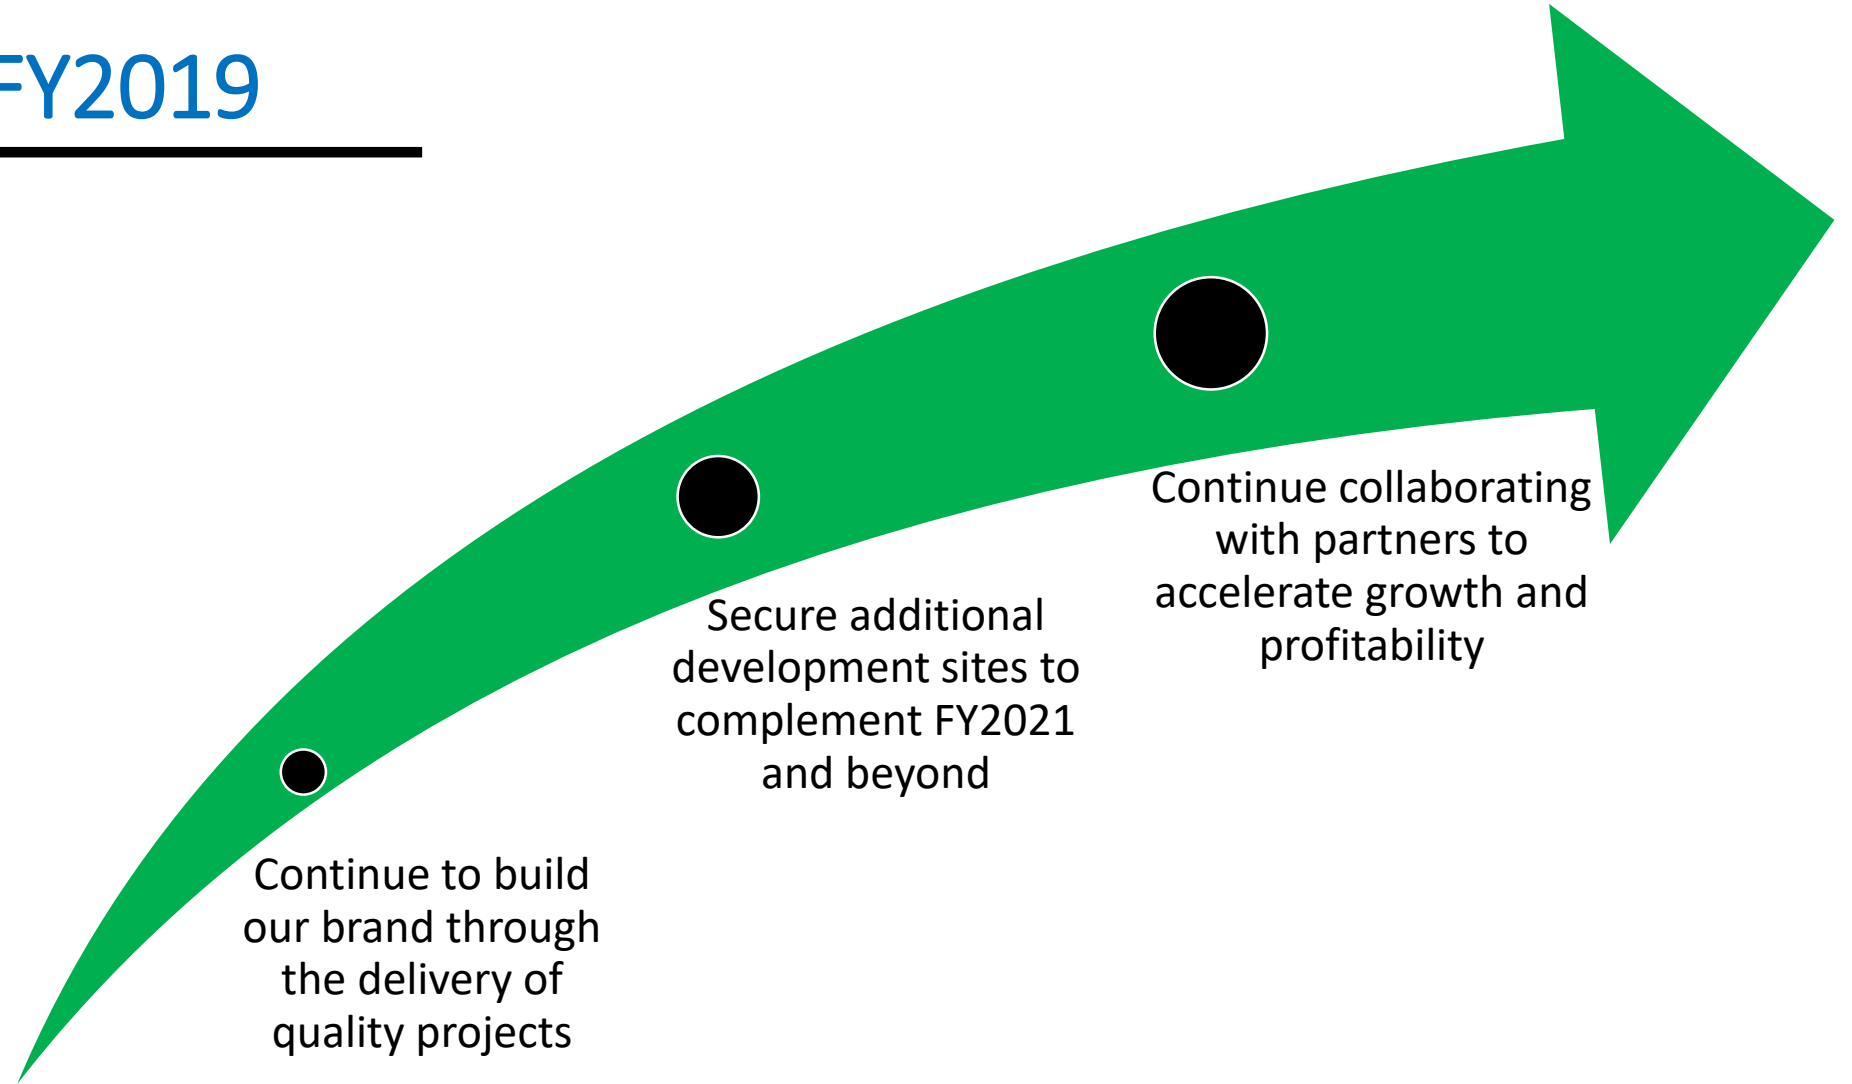 FY2019
Continue collaborating
with partners to
accelerate growth and
profitability
Secure additional
development sites to
complement FY2021
and beyond
Continue to build
our brand through
the delivery of
quality projects